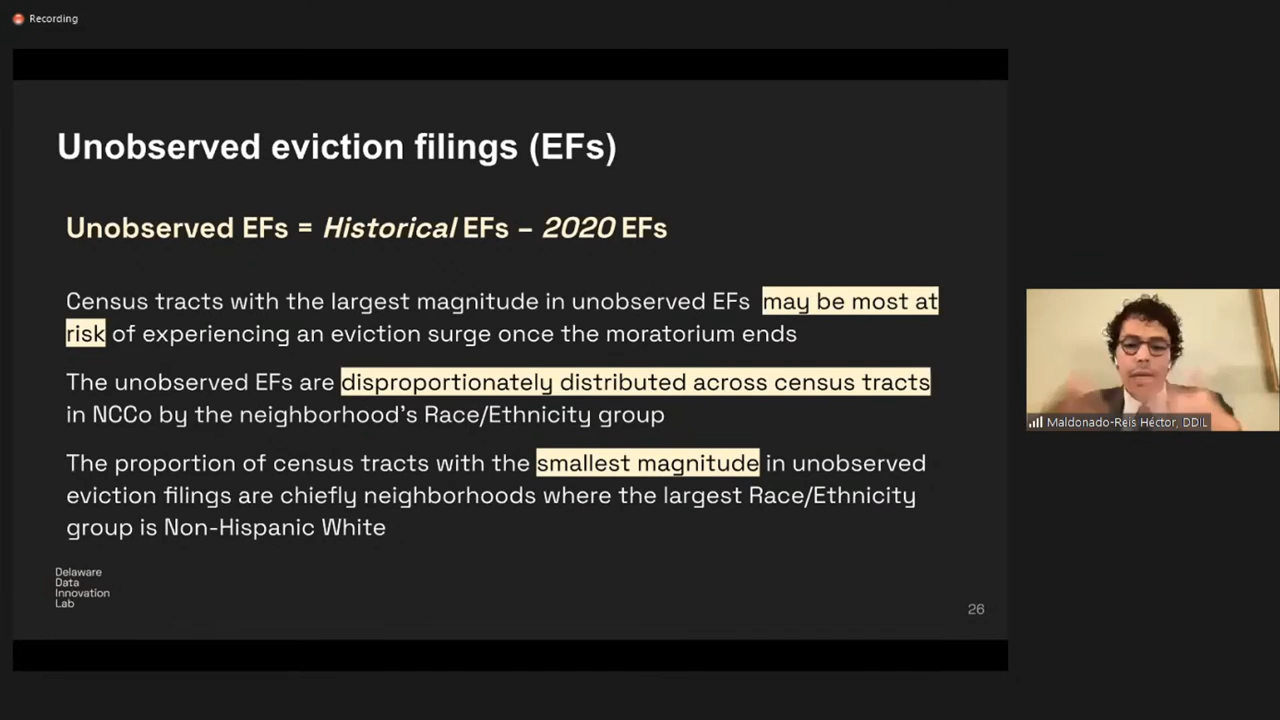 Recording
Unobserved eviction filings (EFs)
Unobserved EFs = Historical EFs – 2020 EFs
Census tracts with the largest magnitude in unobserved EFs may be most at
risk of experiencing an eviction surge once the moratorium ends
The unobserved EFs are disproportionately distributed across census tracts
in NCCo by the neighborhood's Race/Ethnicity group
The proportion of census tracts with the smallest magnitude in unobserved
eviction filings are chiefly neighborhoods where the largest Race/Ethnicity
group is Non-Hispanic White
Delaware
Data
Innovation
Lab
26
Maldonado-Reis Héctor, DDIL